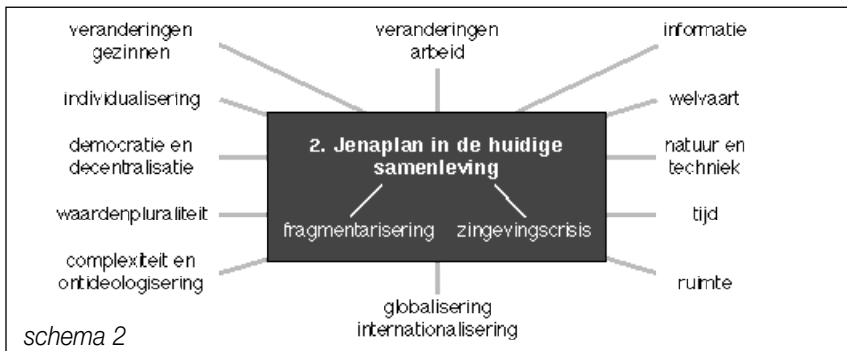 veranderingen
gezinnen
veranderingen
arbeid
informatie
individualisering
welvaart
democratie en
decentralisatie
2. Jenaplan in de huidige
samenleving
natuur en
techniek
waardenpluraliteit
fragmentarisering
zingevingscrisis
tijd
complexiteit en
ontideologisering
ruimte
globalisering
internationalisering
schema 2